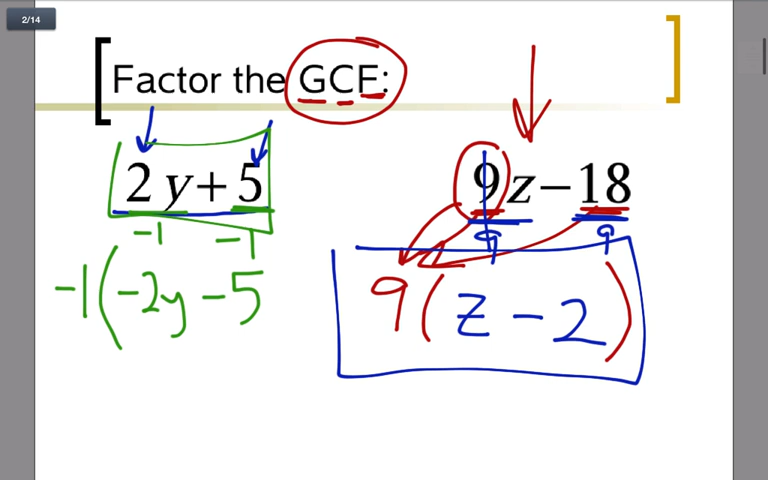 2/14
Factor the GCF:
2y+5
9z−18
−1 −1
9 9
−1(−2y −5
9(z − 2)